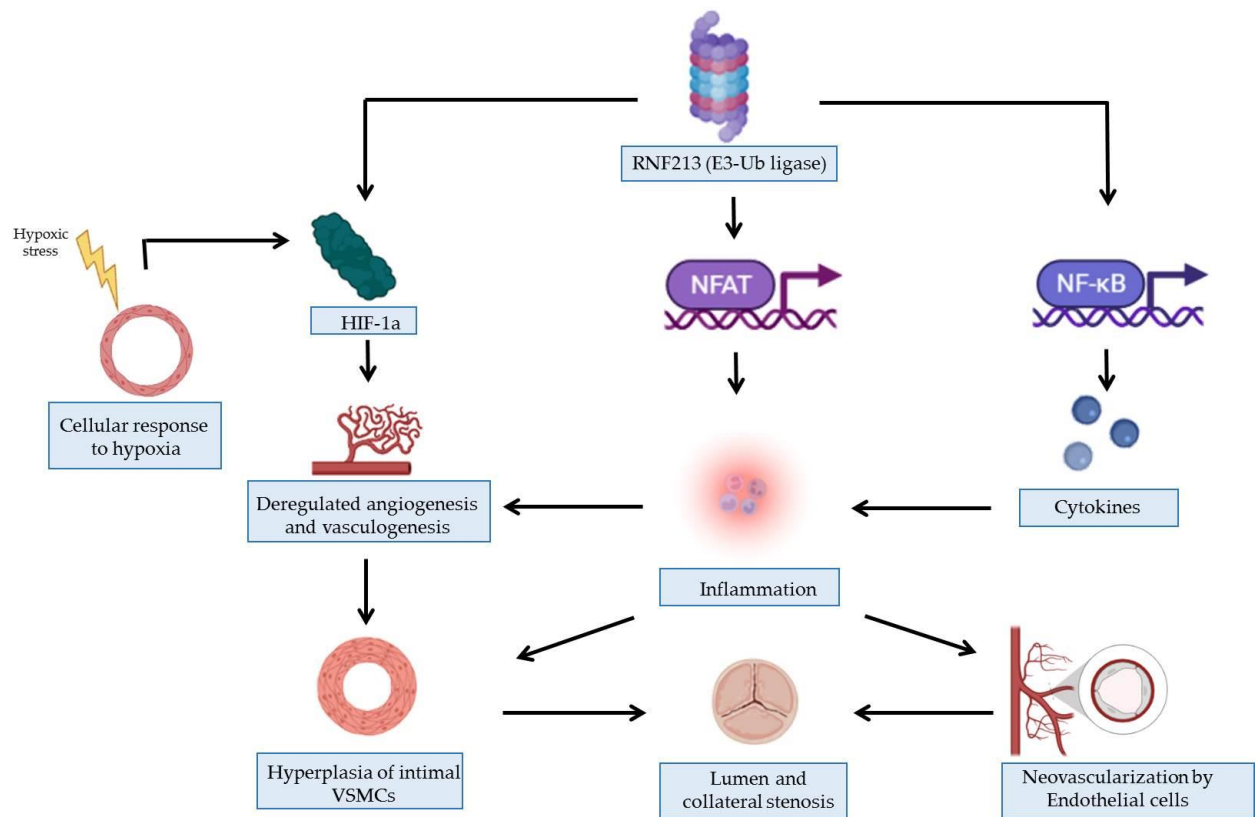 RNF213 (E3-Ub ligase)
Hypoxic
stress
HIF-1a
NFAT
NF-κB
Cellular response
to hypoxia
Deregulated angiogenesis
and vasculogenesis
Cytokines
Inflammation
Hyperplasia of intimal
VSMCs
Lumen and
collateral stenosis
Neovascularization by
Endothelial cells